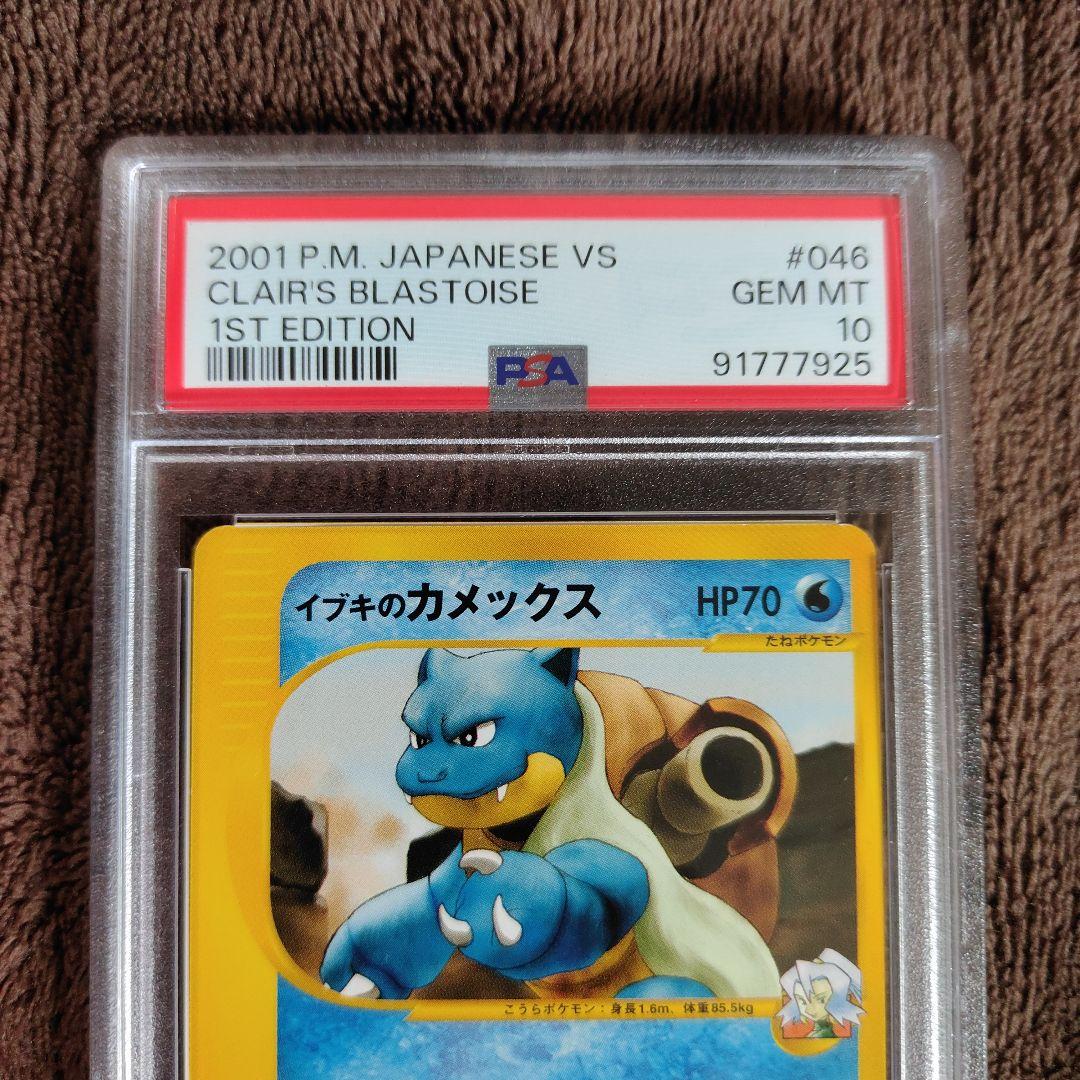 2001 P.M. JAPANESE VS #046
CLAIR'S BLASTOISE GEM MT
1ST EDITION 10
PSA 91777925
イブキのカメックス HP70
たねポケモン
こうらポケモン：身長1.6m、体重85.5kg